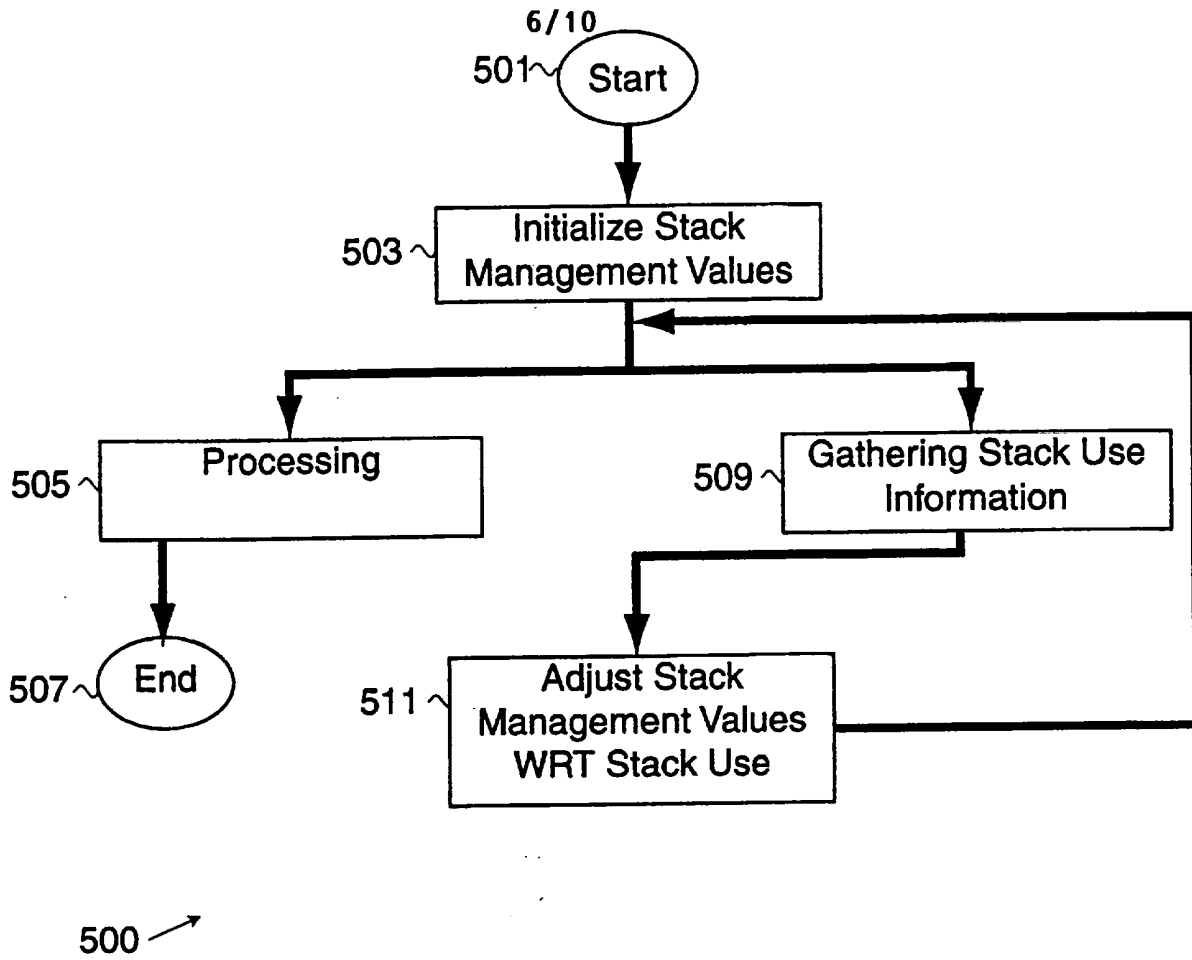 6/10
501
Start
503
Initialize Stack
Management Values
505
Processing
509
Gathering Stack Use
Information
507
End
511
Adjust Stack
Management Values
WRT Stack Use
500